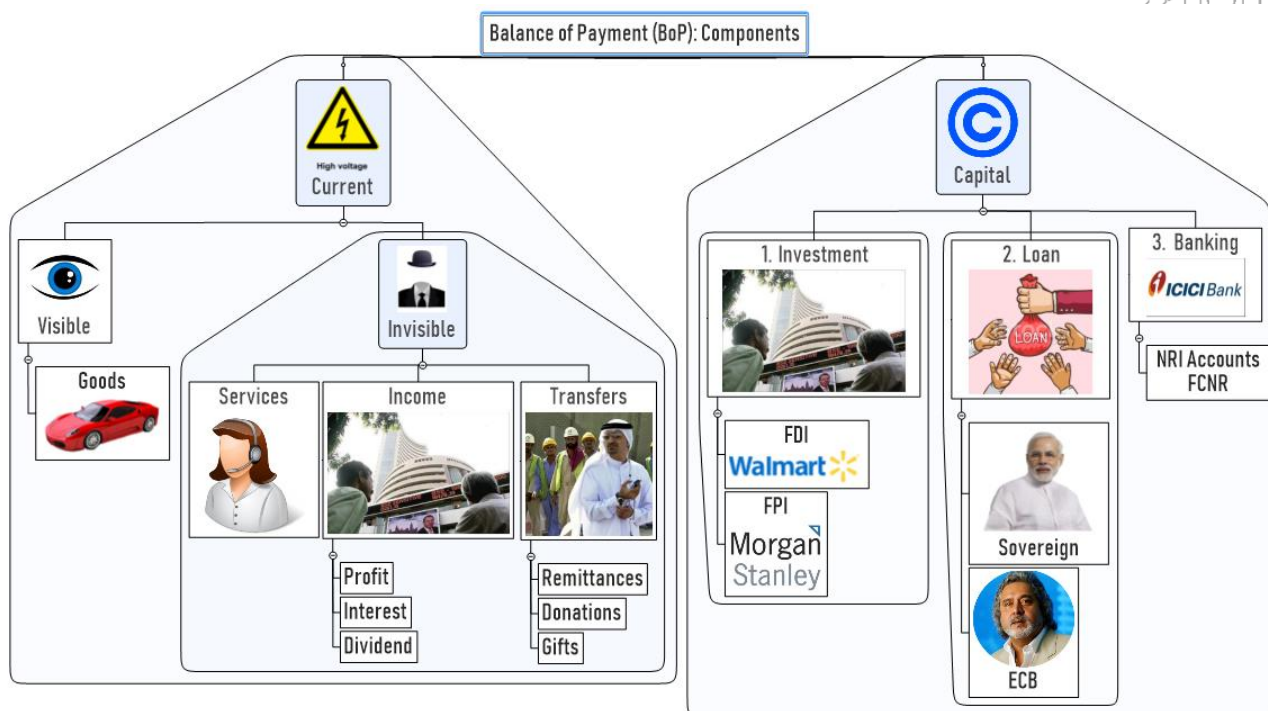 Balance of Payment (BoP): Components
High voltage
Current
Capital
Visible
Goods
Invisible
Services
Income
Profit
Interest
Dividend
Transfers
Remittances
Donations
Gifts
1. Investment
FDI
Walmart
FPI
Morgan
Stanley
2. Loan
LOAN
Sovereign
ECB
3. Banking
ICICI Bank
NRI Accounts
FCNR